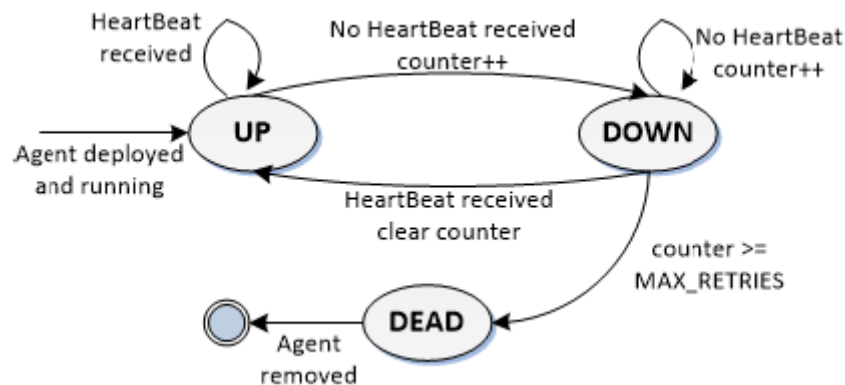 HeartBeat
received
No HeartBeat received
counter++
No HeartBeat
counter++
UP
DOWN
Agent deployed
and running
HeartBeat received
clear counter
counter >=
MAX_RETRIES
DEAD
Agent
removed